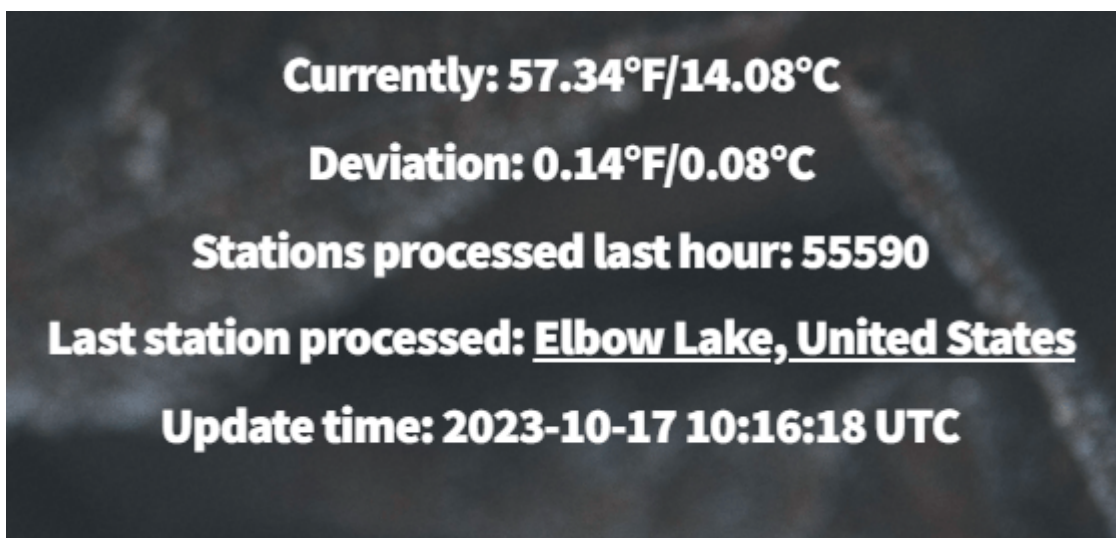 Currently: 57.34°F/14.08°C
Deviation: 0.14°F/0.08°C
Stations processed last hour: 55590
Last station processed: Elbow Lake, United States
Update time: 2023-10-17 10:16:18 UTC